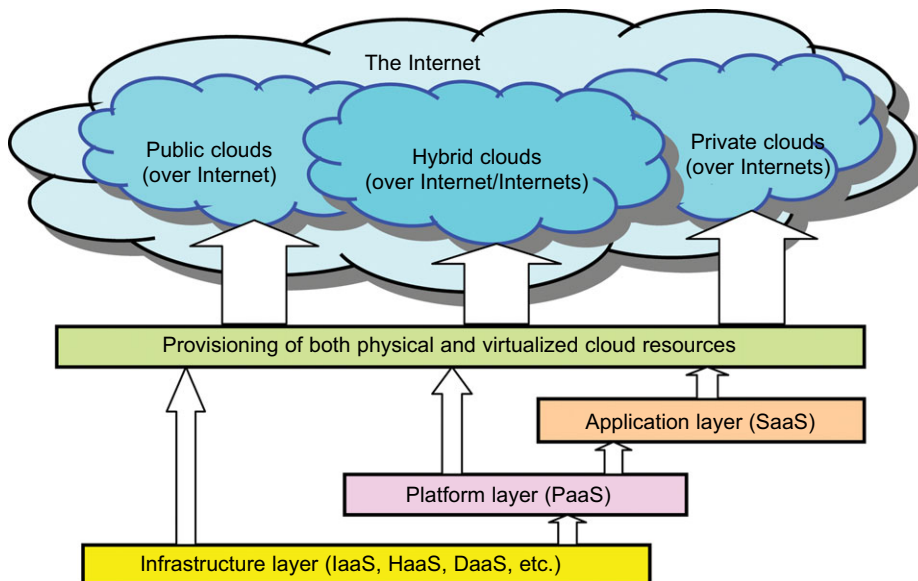 The Internet
Public clouds
(over Internet)
Hybrid clouds
(over Internet/Internets)
Private clouds
(over Internets)
Provisioning of both physical and virtualized cloud resources
Application layer (SaaS)
Platform layer (PaaS)
Infrastructure layer (IaaS, HaaS, DaaS, etc.)